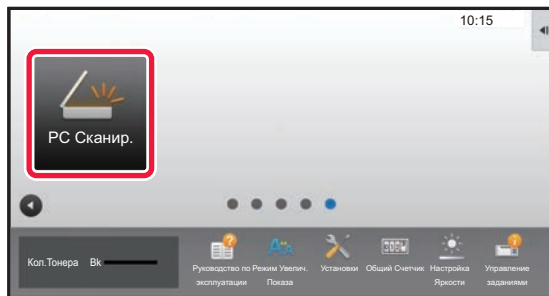 10:15
PC Сканир.
Кол.Тонера Bk
Руководство по эксплуатации
Режим Увелич. Показа
Установки
Общий Счетчик
Настройка Яркости
Управление заданиями